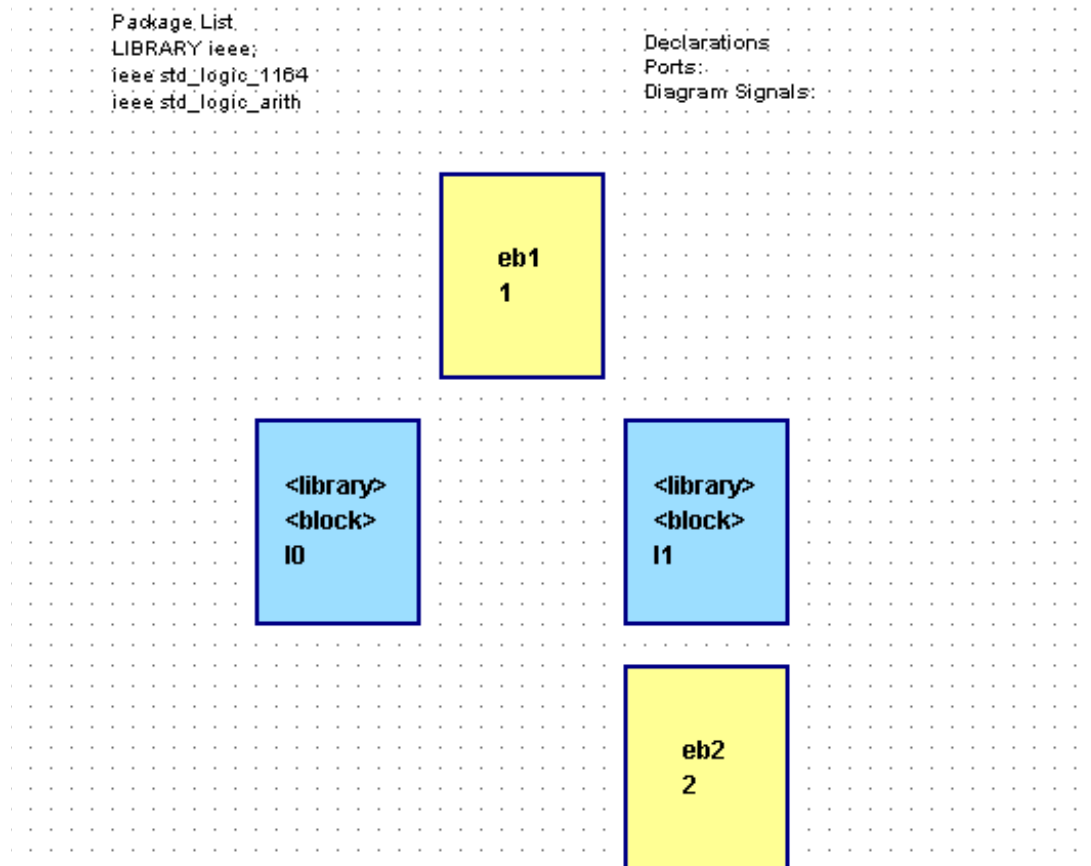 Package List
LIBRARY ieee;
ieee std_logic_1164
ieee std_logic_arith
Declarations
Ports:
Diagram Signals:
eb1
1
<library>
<block>
I0
<library>
<block>
I1
eb2
2